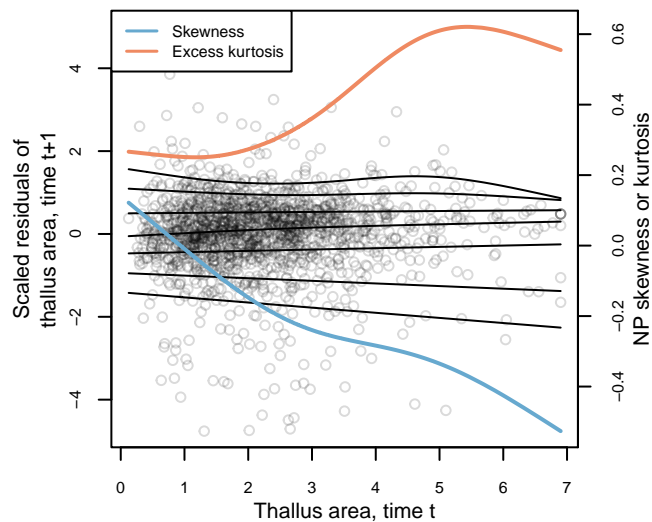 Skewness
Excess kurtosis
Scaled residuals of
thallus area, time t+1
4
2
0
−2
−4
0.6
0.4
0.2
0.0
−0.2
−0.4
NP skewness or kurtosis
0 1 2 3 4 5 6 7
Thallus area, time t